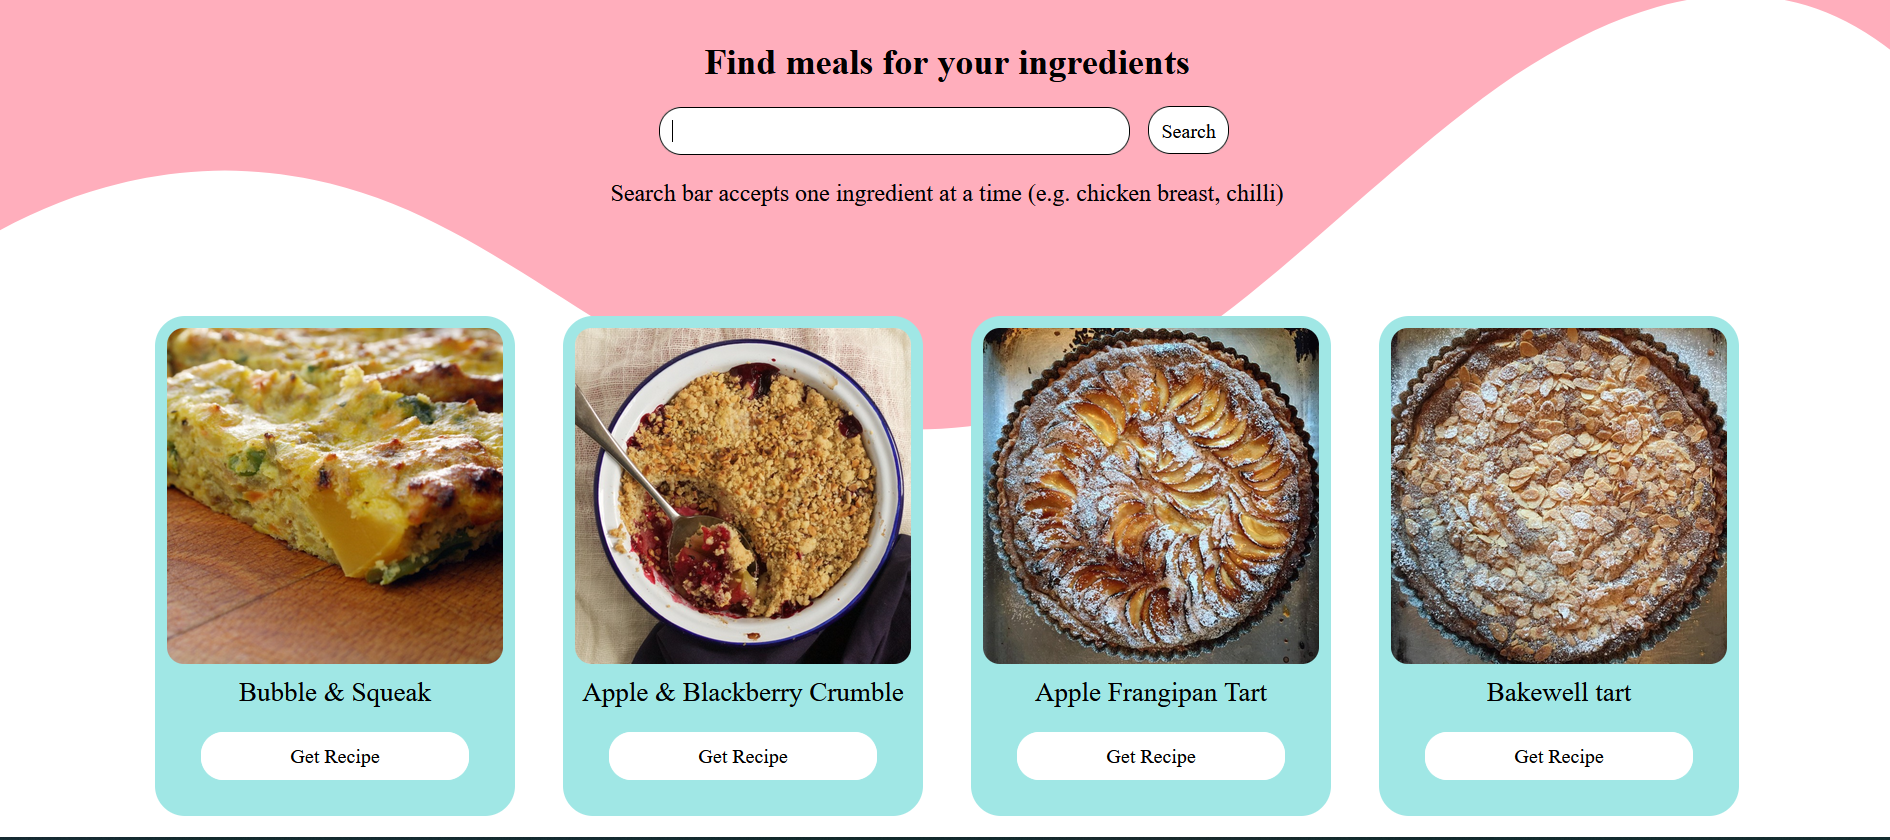 Find meals for your ingredients
Search
Search bar accepts one ingredient at a time (e.g. chicken breast, chilli)
Bubble & Squeak
Get Recipe
Apple & Blackberry Crumble
Get Recipe
Apple Frangipan Tart
Get Recipe
Bakewell tart
Get Recipe